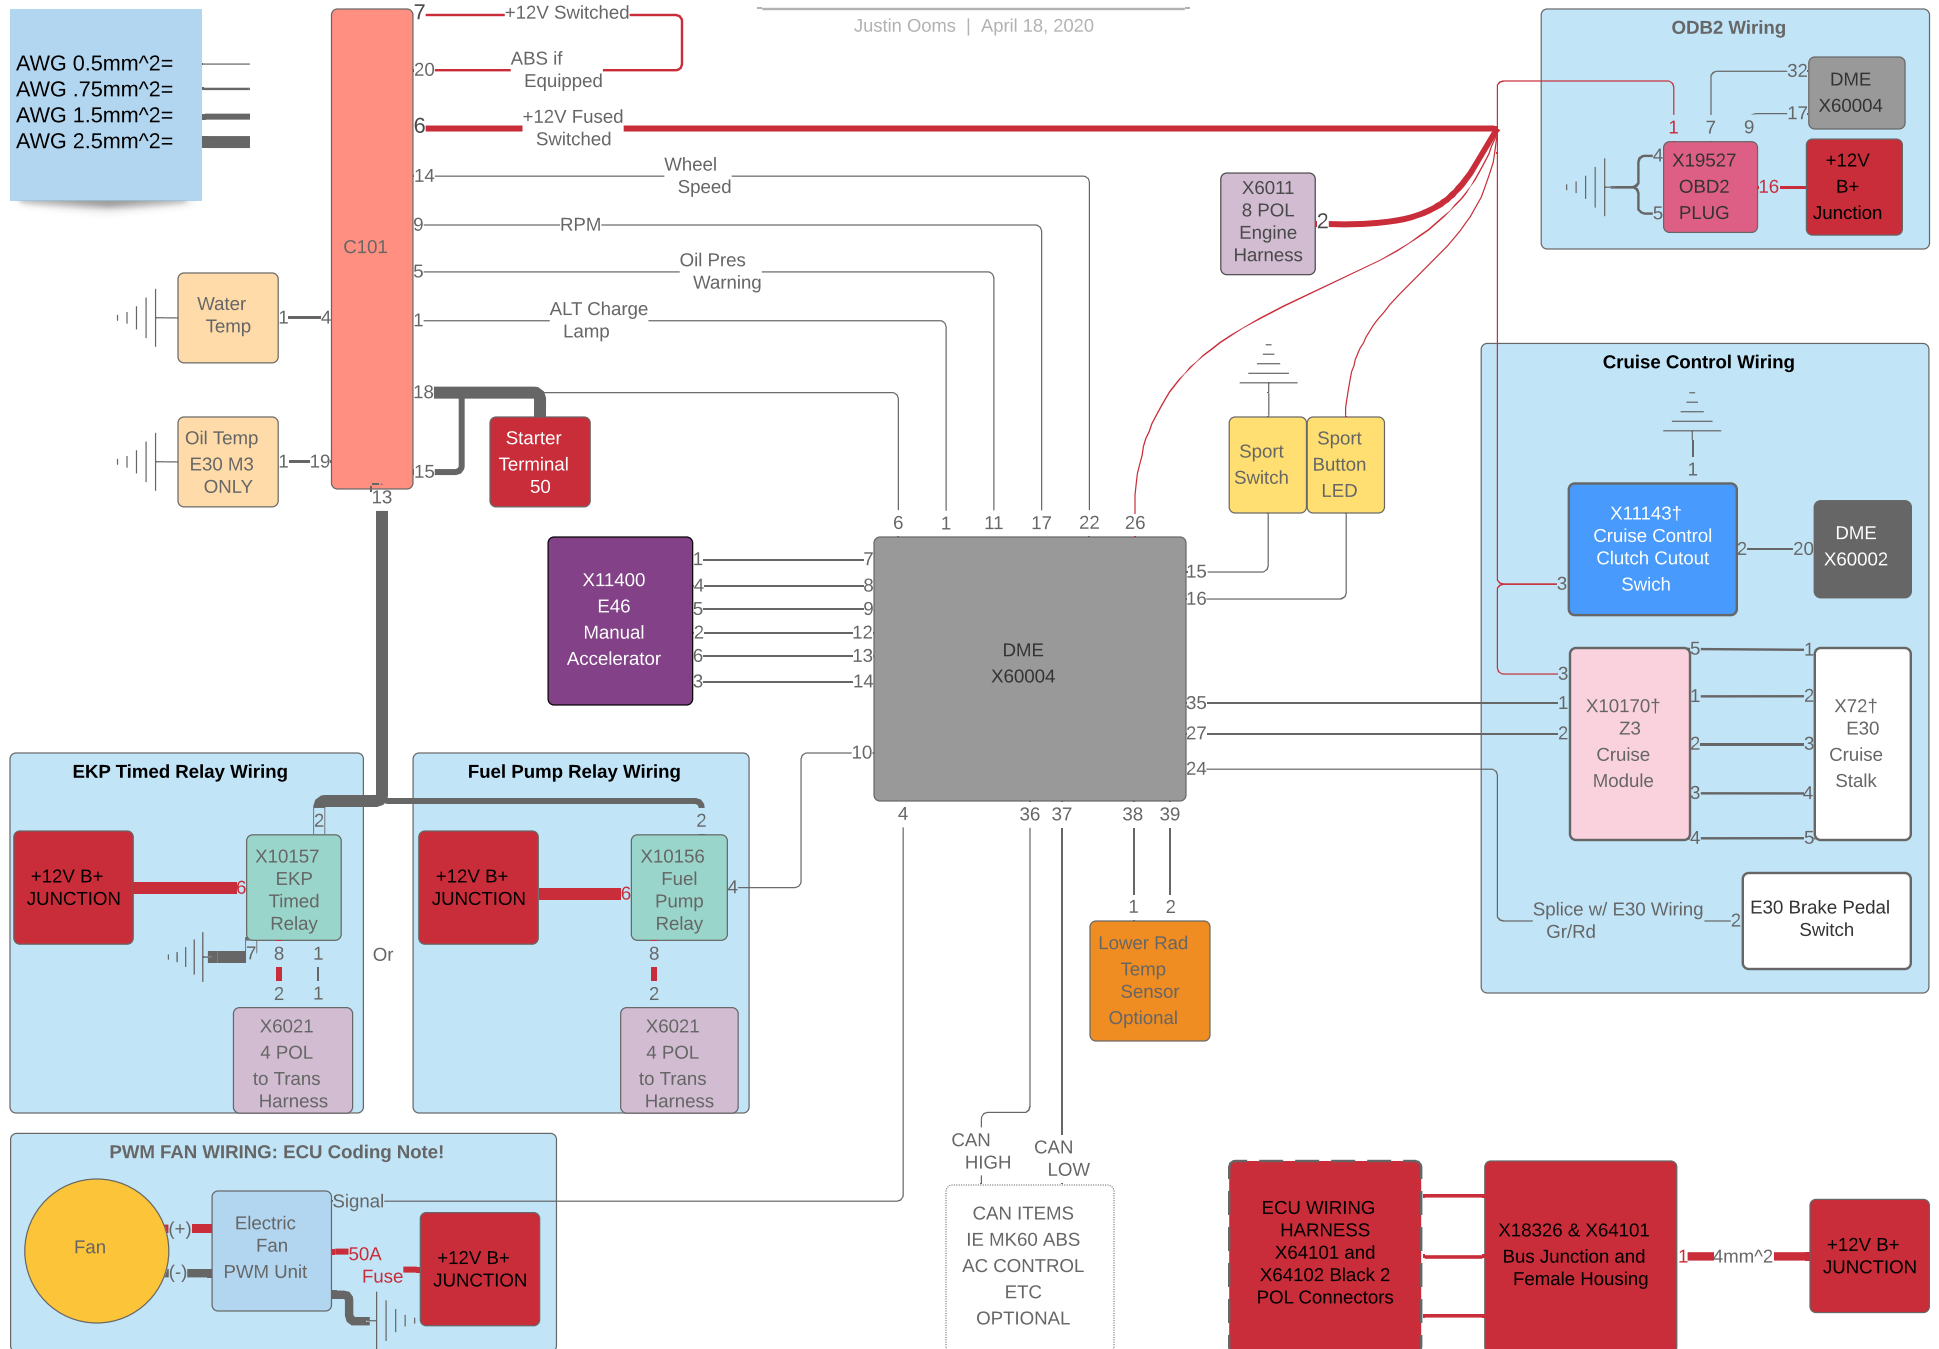 AWG 0.5mm^2=
AWG .75mm^2=
AWG 1.5mm^2=
AWG 2.5mm^2=
Justin Ooms | April 18, 2020
C101
7
+12V Switched
20
ABS if
Equipped
6
+12V Fused
Switched
14
Wheel
Speed
9
RPM
5
Oil Pres
Warning
1
ALT Charge
Lamp
18
15
13
Water
Temp
1
4
Oil Temp
E30 M3
ONLY
1
19
Starter
Terminal
50
X6011
8 POL
Engine
Harness
2
ODB2 Wiring
32
17
DME
X60004
1
7
9
4
5
X19527
OBD2
PLUG
16
+12V
B+
Junction
Sport
Switch
Sport
Button
LED
Cruise Control Wiring
1
X11143†
Cruise Control
Clutch Cutout
Swich
3
2
20
DME
X60002
X10170†
Z3
Cruise
Module
3
1
2
5
1
2
3
4
1
2
3
4
5
X72†
E30
Cruise
Stalk
Splice w/ E30 Wiring
Gr/Rd
2
E30 Brake Pedal
Switch
6
1
11
17
22
26
DME
X60004
7
8
9
12
13
14
10
15
16
35
27
24
4
36
37
38
39
X11400
E46
Manual
Accelerator
1
4
5
2
6
3
1
2
Lower Rad
Temp
Sensor
Optional
EKP Timed Relay Wiring
+12V B+
JUNCTION
6
2
X10157
EKP
Timed
Relay
7
8
1
2
1
X6021
4 POL
to Trans
Harness
Or
Fuel Pump Relay Wiring
+12V B+
JUNCTION
6
2
X10156
Fuel
Pump
Relay
4
8
2
X6021
4 POL
to Trans
Harness
PWM FAN WIRING: ECU Coding Note!
Fan
(+)
(-)
Electric
Fan
PWM Unit
Signal
50A
Fuse
+12V B+
JUNCTION
CAN
HIGH
CAN
LOW
CAN ITEMS
IE MK60 ABS
AC CONTROL
ETC
OPTIONAL
ECU WIRING
HARNESS
X64101 and
X64102 Black 2
POL Connectors
X18326 & X64101
Bus Junction and
Female Housing
1
4mm^2
+12V B+
JUNCTION